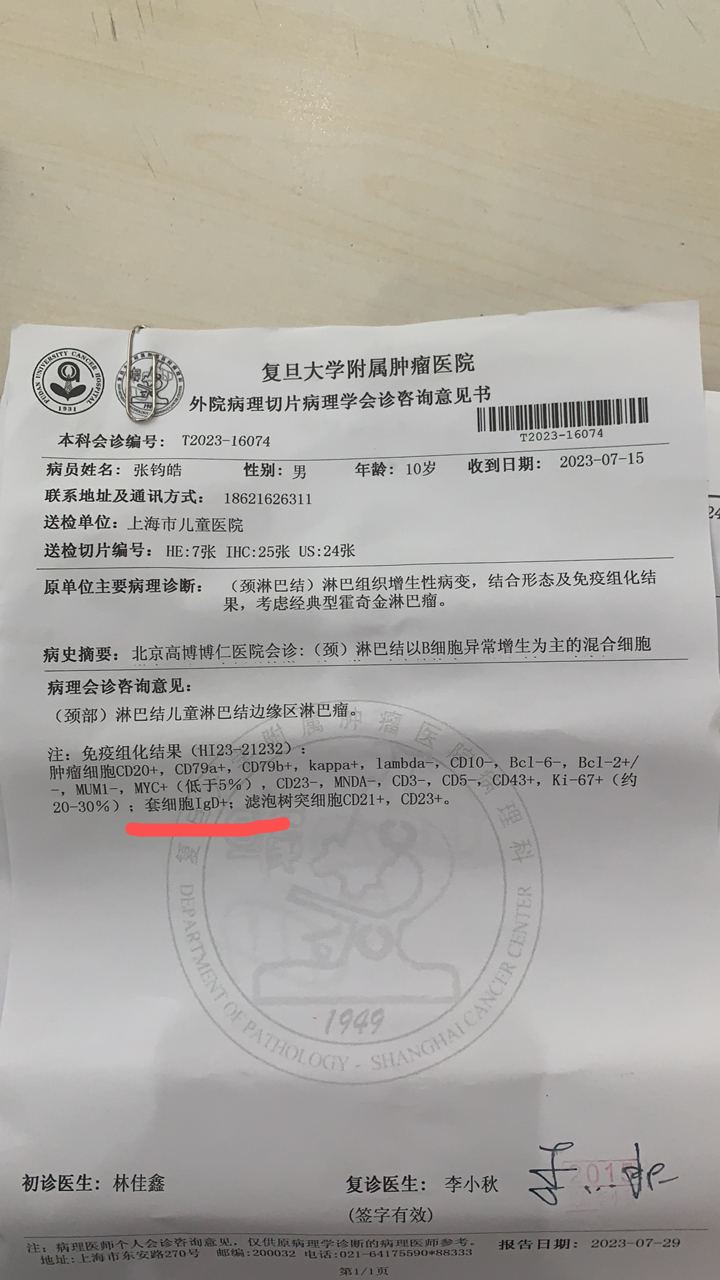 复旦大学附属肿瘤医院
外院病理切片病理学会诊咨询意见书
FUDAN UNIVERSITY CANCER HOSPITAL
1931
T2023-16074
本科会诊编号: T2023-16074
病员姓名: 张钧皓 性别: 男 年龄: 10岁 收到日期: 2023-07-15
联系地址及通讯方式: 18621626311
送检单位: 上海市儿童医院
送检切片编号: HE:7张 IHC:25张 US:24张
原单位主要病理诊断: (颈淋巴结)淋巴组织增生性病变, 结合形态及免疫组化结
果, 考虑经典型霍奇金淋巴瘤。
病史摘要: 北京高博博仁医院会诊:(颈)淋巴结以B细胞异常增生为主的混合细胞
病理会诊咨询意见:
(颈部)淋巴结儿童淋巴结边缘区淋巴瘤。
注: 免疫组化结果(HI23-21232):
肿瘤细胞CD20+, CD79a+, CD79b+, kappa+, lambda-, CD10-, Bcl-6-, Bcl-2+/
-, MUM1-, MYC+(低于5%), CD23-, MNDA-, CD3-, CD5-, CD43+, Ki-67+(约
20-30%); 套细胞IgD+; 滤泡树突细胞CD21+, CD23+。
DEPARTMENT OF PATHOLOGY - SHANGHAI CANCER CENTER
1949
初诊医生: 林佳鑫 复诊医生: 李小秋
(签字有效)
注: 病理医师个人会诊咨询意见, 仅供原病理学诊断的病理医师参考。 报告日期: 2023-07-29
地址:上海市东安路270号 邮编:200032 电话:021-64175590*88333
第1/1页